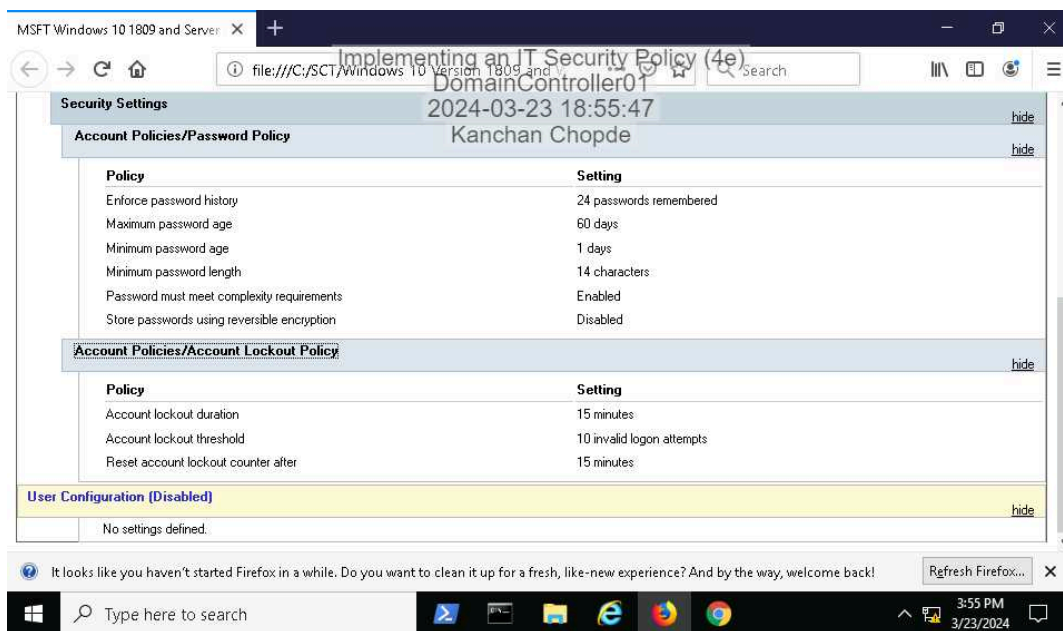 MSFT Windows 10 1809 and Server
Implementing an IT Security Policy (4e)
file:///C:/SCT/Windows 10 Version 1809 and V
Search
DomainController01
2024-03-23 18:55:47
Kanchan Chopde
Security Settings
hide
Account Policies/Password Policy
hide
Policy Setting
Enforce password history 24 passwords remembered
Maximum password age 60 days
Minimum password age 1 days
Minimum password length 14 characters
Password must meet complexity requirements Enabled
Store passwords using reversible encryption Disabled
Account Policies/Account Lockout Policy
hide
Policy Setting
Account lockout duration 15 minutes
Account lockout threshold 10 invalid logon attempts
Reset account lockout counter after 15 minutes
User Configuration (Disabled)
hide
No settings defined.
It looks like you haven't started Firefox in a while. Do you want to clean it up for a fresh, like-new experience? And by the way, welcome back! Refresh Firefox...
Type here to search
3:55 PM
3/23/2024